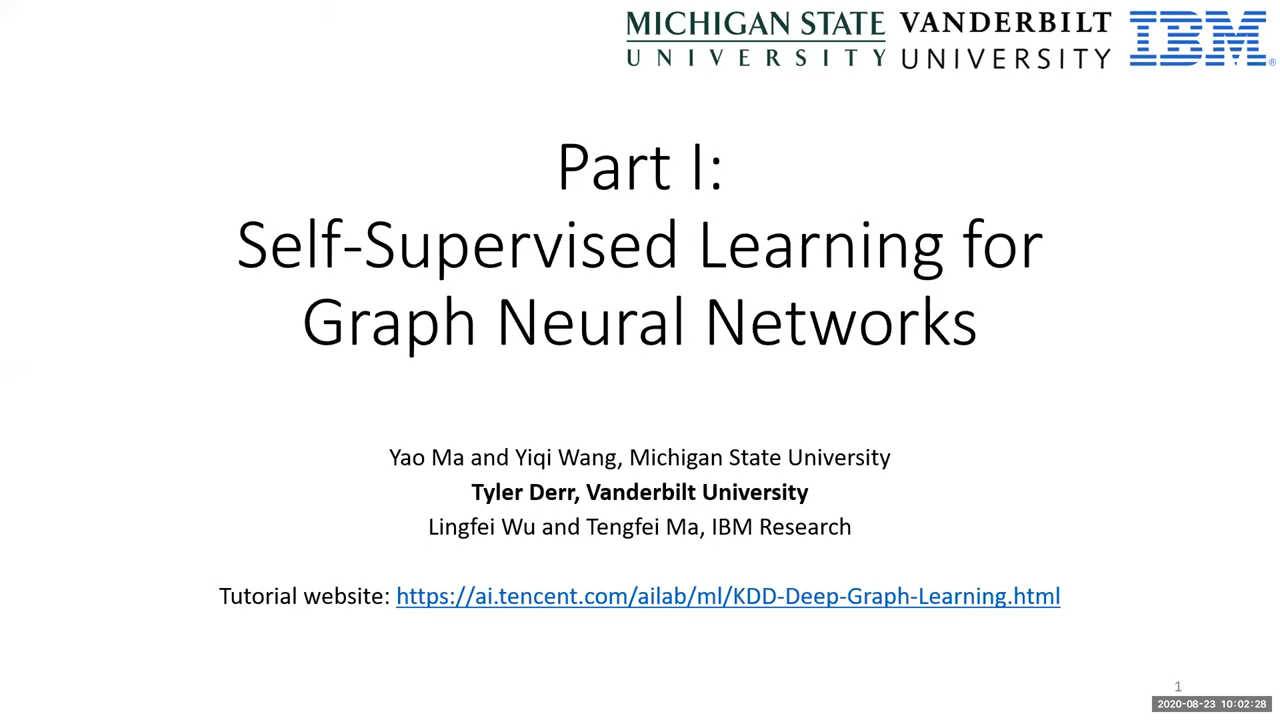 MICHIGAN STATE
UNIVERSITY
VANDERBILT
UNIVERSITY
IBM®
Part I:
Self-Supervised Learning for
Graph Neural Networks
Yao Ma and Yiqi Wang, Michigan State University
Tyler Derr, Vanderbilt University
Lingfei Wu and Tengfei Ma, IBM Research
Tutorial website: https://ai.tencent.com/ailab/ml/KDD-Deep-Graph-Learning.html
1
2020-08-23 10:02:28